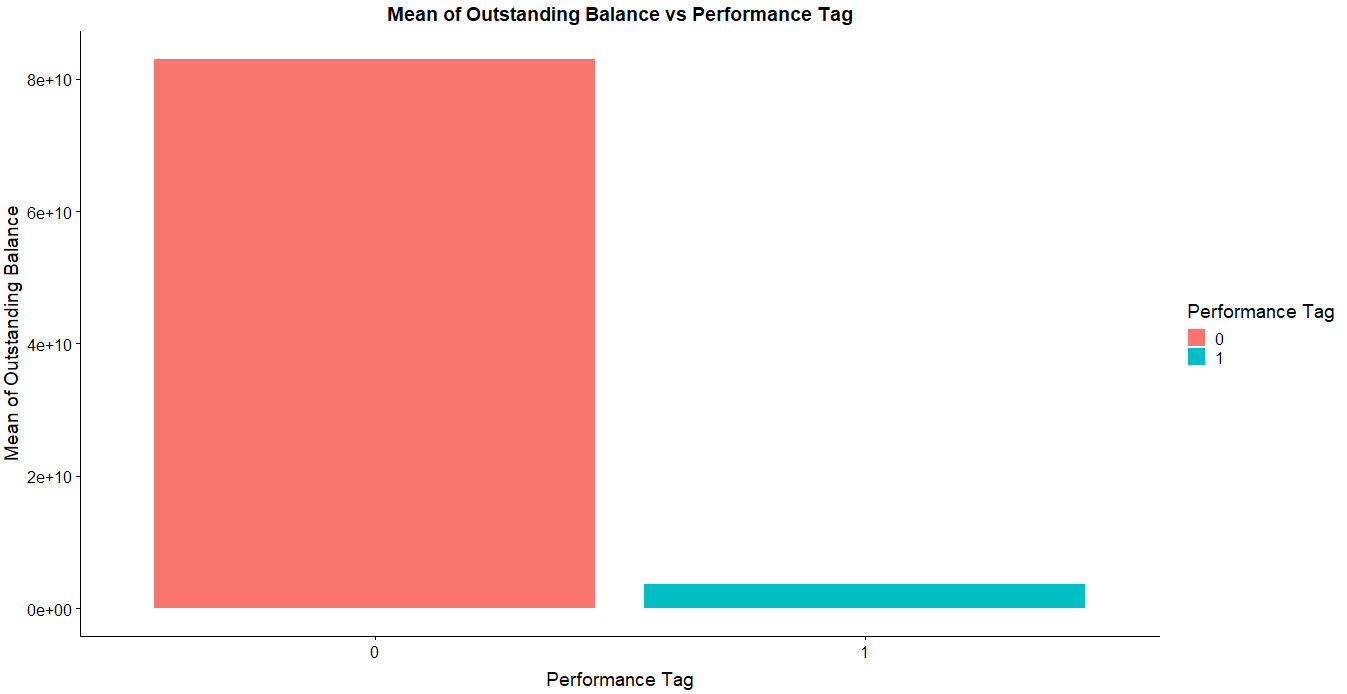 Mean of Outstanding Balance vs Performance Tag
Mean of Outstanding Balance
8e+10
6e+10
4e+10
2e+10
0e+00
0
1
Performance Tag
Performance Tag
0
1